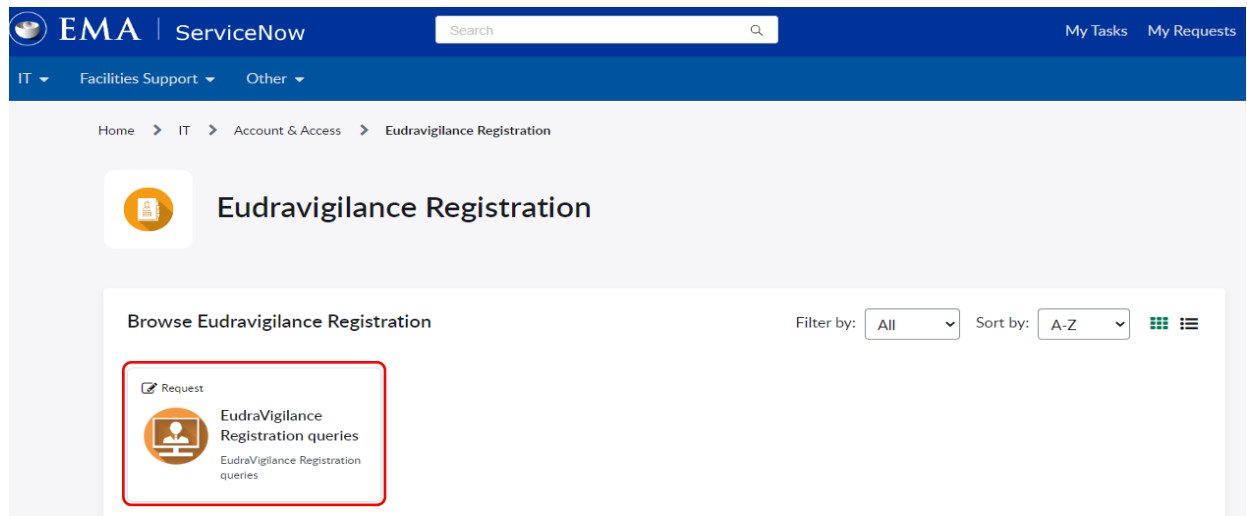 EMA | ServiceNow
Search
My Tasks My Requests
IT Facilities Support Other
Home > IT > Account & Access > Eudravigilance Registration
Eudravigilance Registration
Browse Eudravigilance Registration
Filter by: All Sort by: A-Z
Request
EudraVigilance
Registration queries
EudraVigilance Registration
queries